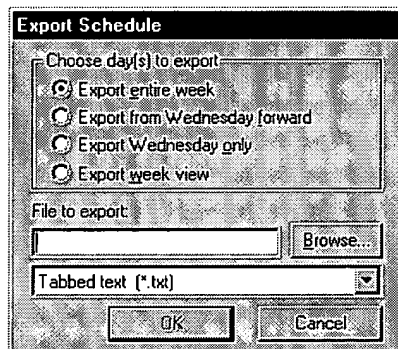 Export Schedule
Choose day(s) to export
Export entire week
Export from Wednesday forward
Export Wednesday only
Export week view
File to export:
Browse...
Tabbed text (*.txt)
OK
Cancel